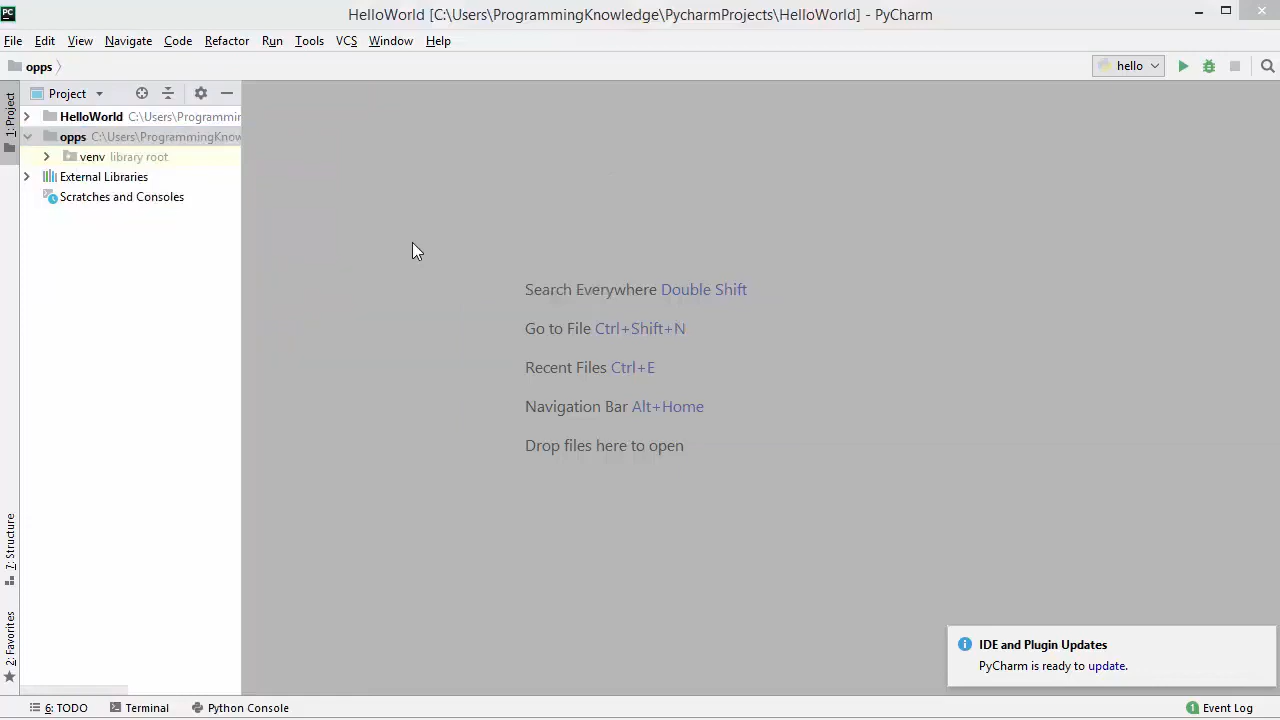 PC HelloWorld [C:\Users\ProgrammingKnowledge\PycharmProjects\HelloWorld] - PyCharm
File Edit View Navigate Code Refactor Run Tools VCS Window Help
opps hello
1: Project
Project
HelloWorld C:\Users\Programmin
opps C:\Users\ProgrammingKnow
venv library root
External Libraries
Scratches and Consoles
Search Everywhere Double Shift
Go to File Ctrl+Shift+N
Recent Files Ctrl+E
Navigation Bar Alt+Home
Drop files here to open
7: Structure
2: Favorites
IDE and Plugin Updates
PyCharm is ready to update.
6: TODO Terminal Python Console 1 Event Log